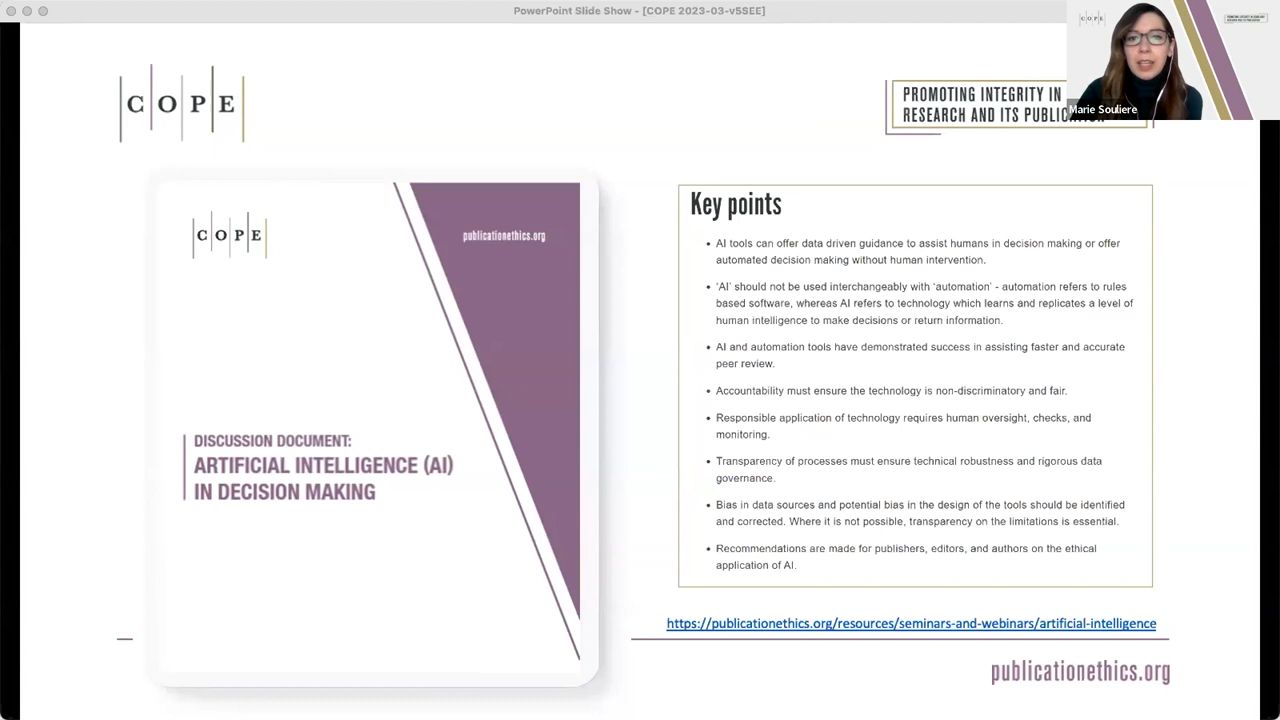 PowerPoint Slide Show - [COPE 2023-03-v5SEE]
COPE
PROMOTING INTEGRITY IN
RESEARCH AND ITS
Marie Souliere
COPE
COPE
publicationethics.org
DISCUSSION DOCUMENT:
ARTIFICIAL INTELLIGENCE (AI)
IN DECISION MAKING
Key points
• AI tools can offer data driven guidance to assist humans in decision making or offer
automated decision making without human intervention.
• ‘AI’ should not be used interchangeably with ‘automation’ - automation refers to rules
based software, whereas AI refers to technology which learns and replicates a level of
human intelligence to make decisions or return information.
• AI and automation tools have demonstrated success in assisting faster and accurate
peer review.
• Accountability must ensure the technology is non-discriminatory and fair.
• Responsible application of technology requires human oversight, checks, and
monitoring.
• Transparency of processes must ensure technical robustness and rigorous data
governance.
• Bias in data sources and potential bias in the design of the tools should be identified
and corrected. Where it is not possible, transparency on the limitations is essential.
• Recommendations are made for publishers, editors, and authors on the ethical
application of AI.
https://publicationethics.org/resources/seminars-and-webinars/artificial-intelligence
publicationethics.org